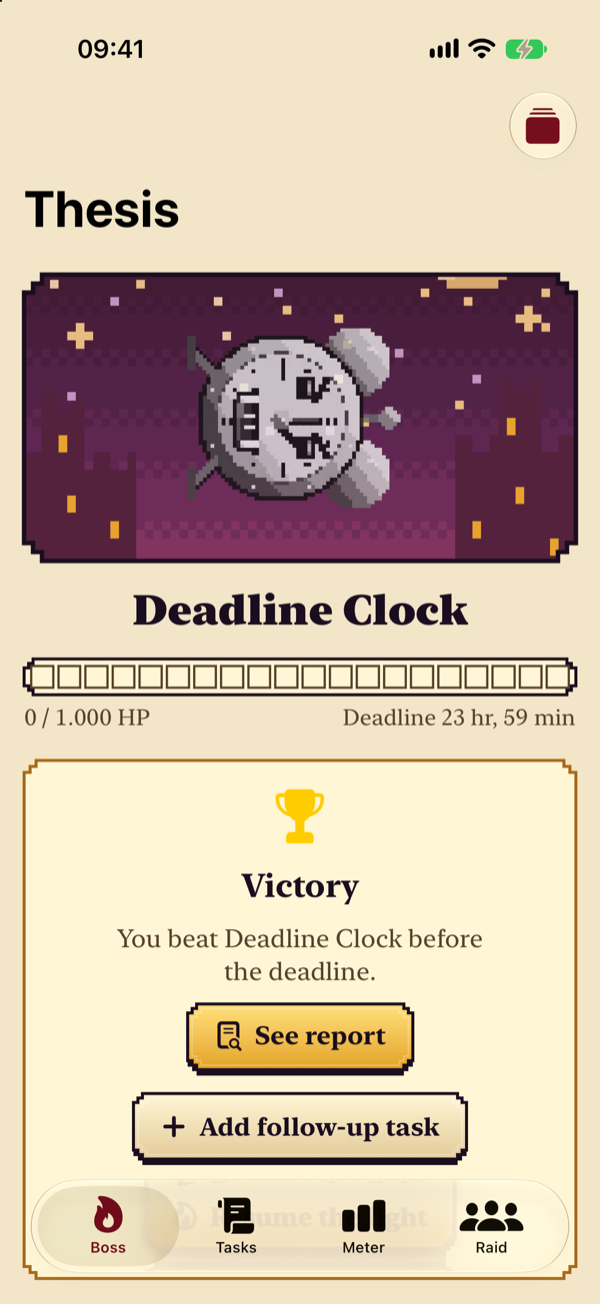 09:41
Thesis
Deadline Clock
0 / 1.000 HP
Deadline 23 hr, 59 min
Victory
You beat Deadline Clock before
the deadline.
See report
Add follow-up task
Boss
Tasks
Meter
Raid